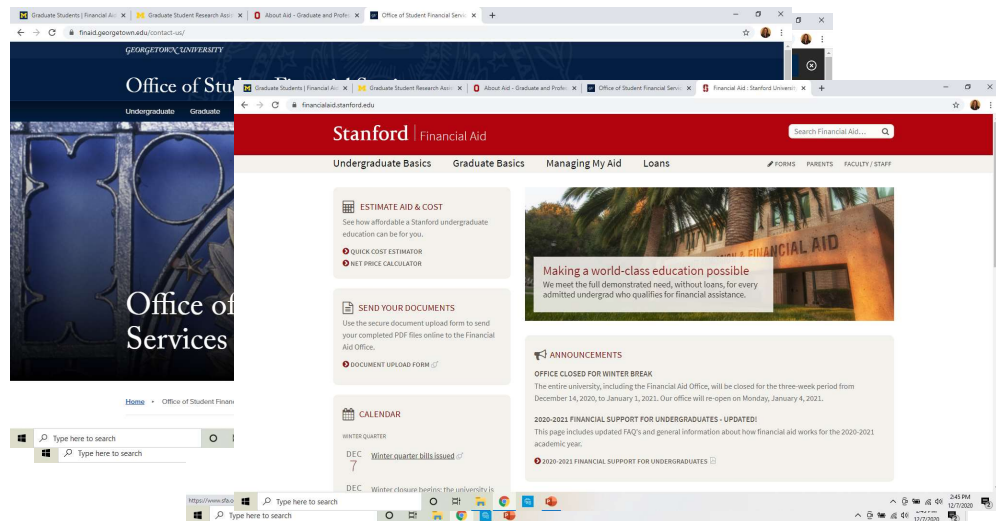 Graduate Students | Financial Aid
Graduate Student Research Assis
About Aid - Graduate and Profes
Office of Student Financial Servic
finaid.georgetown.edu/contact-us/
GEORGETOWN UNIVERSITY
Office of Stu
Undergraduate Graduate
Office of
Services
Home • Office of Student Finan
Type here to search
Type here to search
Graduate Students | Financial Aid
Graduate Student Research Assis
About Aid - Graduate and Profes
Office of Student Financial Servic
Financial Aid : Stanford Universit
financialaid.stanford.edu
Stanford | Financial Aid
Search Financial Aid...
Undergraduate Basics Graduate Basics Managing My Aid Loans
FORMS PARENTS FACULTY / STAFF
ESTIMATE AID & COST
See how affordable a Stanford undergraduate
education can be for you.
QUICK COST ESTIMATOR
NET PRICE CALCULATOR
SEND YOUR DOCUMENTS
Use the secure document upload form to send
your completed PDF files online to the Financial
Aid Office.
DOCUMENT UPLOAD FORM
CALENDAR
WINTER QUARTER
DEC
7
Winter quarter bills issued
DEC
Winter closure begins; the university is
FINANCIAL AID
Making a world-class education possible
We meet the full demonstrated need, without loans, for every
admitted undergrad who qualifies for financial assistance.
ANNOUNCEMENTS
OFFICE CLOSED FOR WINTER BREAK
The entire university, including the Financial Aid Office, will be closed for the three-week period from
December 14, 2020, to January 1, 2021. Our office will re-open on Monday, January 4, 2021.
2020-2021 FINANCIAL SUPPORT FOR UNDERGRADUATES - UPDATED!
This page includes updated FAQ's and general information about how financial aid works for the 2020-2021
academic year.
2020-2021 FINANCIAL SUPPORT FOR UNDERGRADUATES
https://www.sfa.o
Type here to search
2:45 PM
12/7/2020
Type here to search
12/7/2020